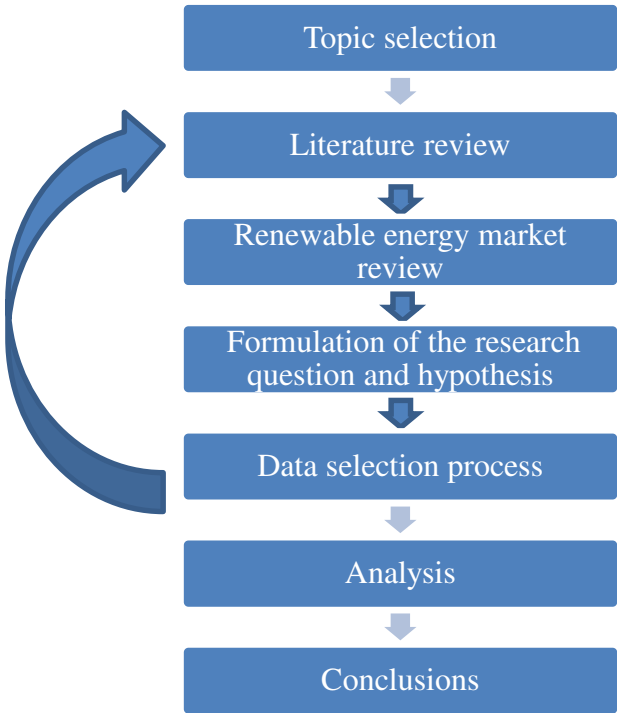 Topic selection
Literature review
Renewable energy market
review
Formulation of the research
question and hypothesis
Data selection process
Analysis
Conclusions